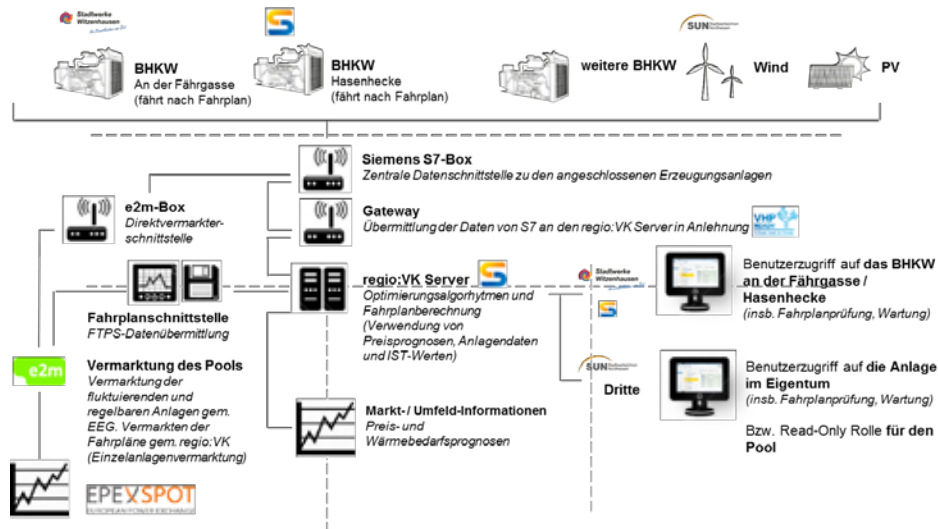 Stadtwerke
Witzenhausen
BHKW
An der Fährgasse
(fährt nach Fahrplan)
BHKW
Hasenhecke
(fährt nach Fahrplan)
weitere BHKW
SUN
Wind
PV
Siemens S7-Box
Zentrale Datenschnittstelle zu den angeschlossenen Erzeugungsanlagen
e2m-Box
Direktvermarkter-
schnittstelle
Gateway
Übermittlung der Daten von S7 an den regio:VK Server in Anlehnung
VHP
READY
regio:VK Server
Optimierungsalgorhytmen und
Fahrplanberechnung
(Verwendung von
Preisprognosen, Anlagendaten
und IST-Werten)
Fahrplanschnittstelle
FTPS-Datenübermittlung
Stadtwerke
Witzenhausen
Benutzerzugriff auf das BHKW
an der Fährgasse /
Hasenhecke
(insb. Fahrplanprüfung, Wartung)
e2m
Vermarktung des Pools
Vermarktung der
fluktuierenden und
regelbaren Anlagen gem.
EEG. Vermarkten der
Fahrpläne gem. regio:VK
(Einzelanlagenvermarktung)
Markt-/ Umfeld-Informationen
Preis- und
Wärmebedarfsprognosen
SUN
Dritte
Benutzerzugriff auf die Anlage
im Eigentum
(insb. Fahrplanprüfung, Wartung)
Bzw. Read-Only Rolle für den
Pool
EPEXSPOT
EUROPEAN POWER EXCHANGE